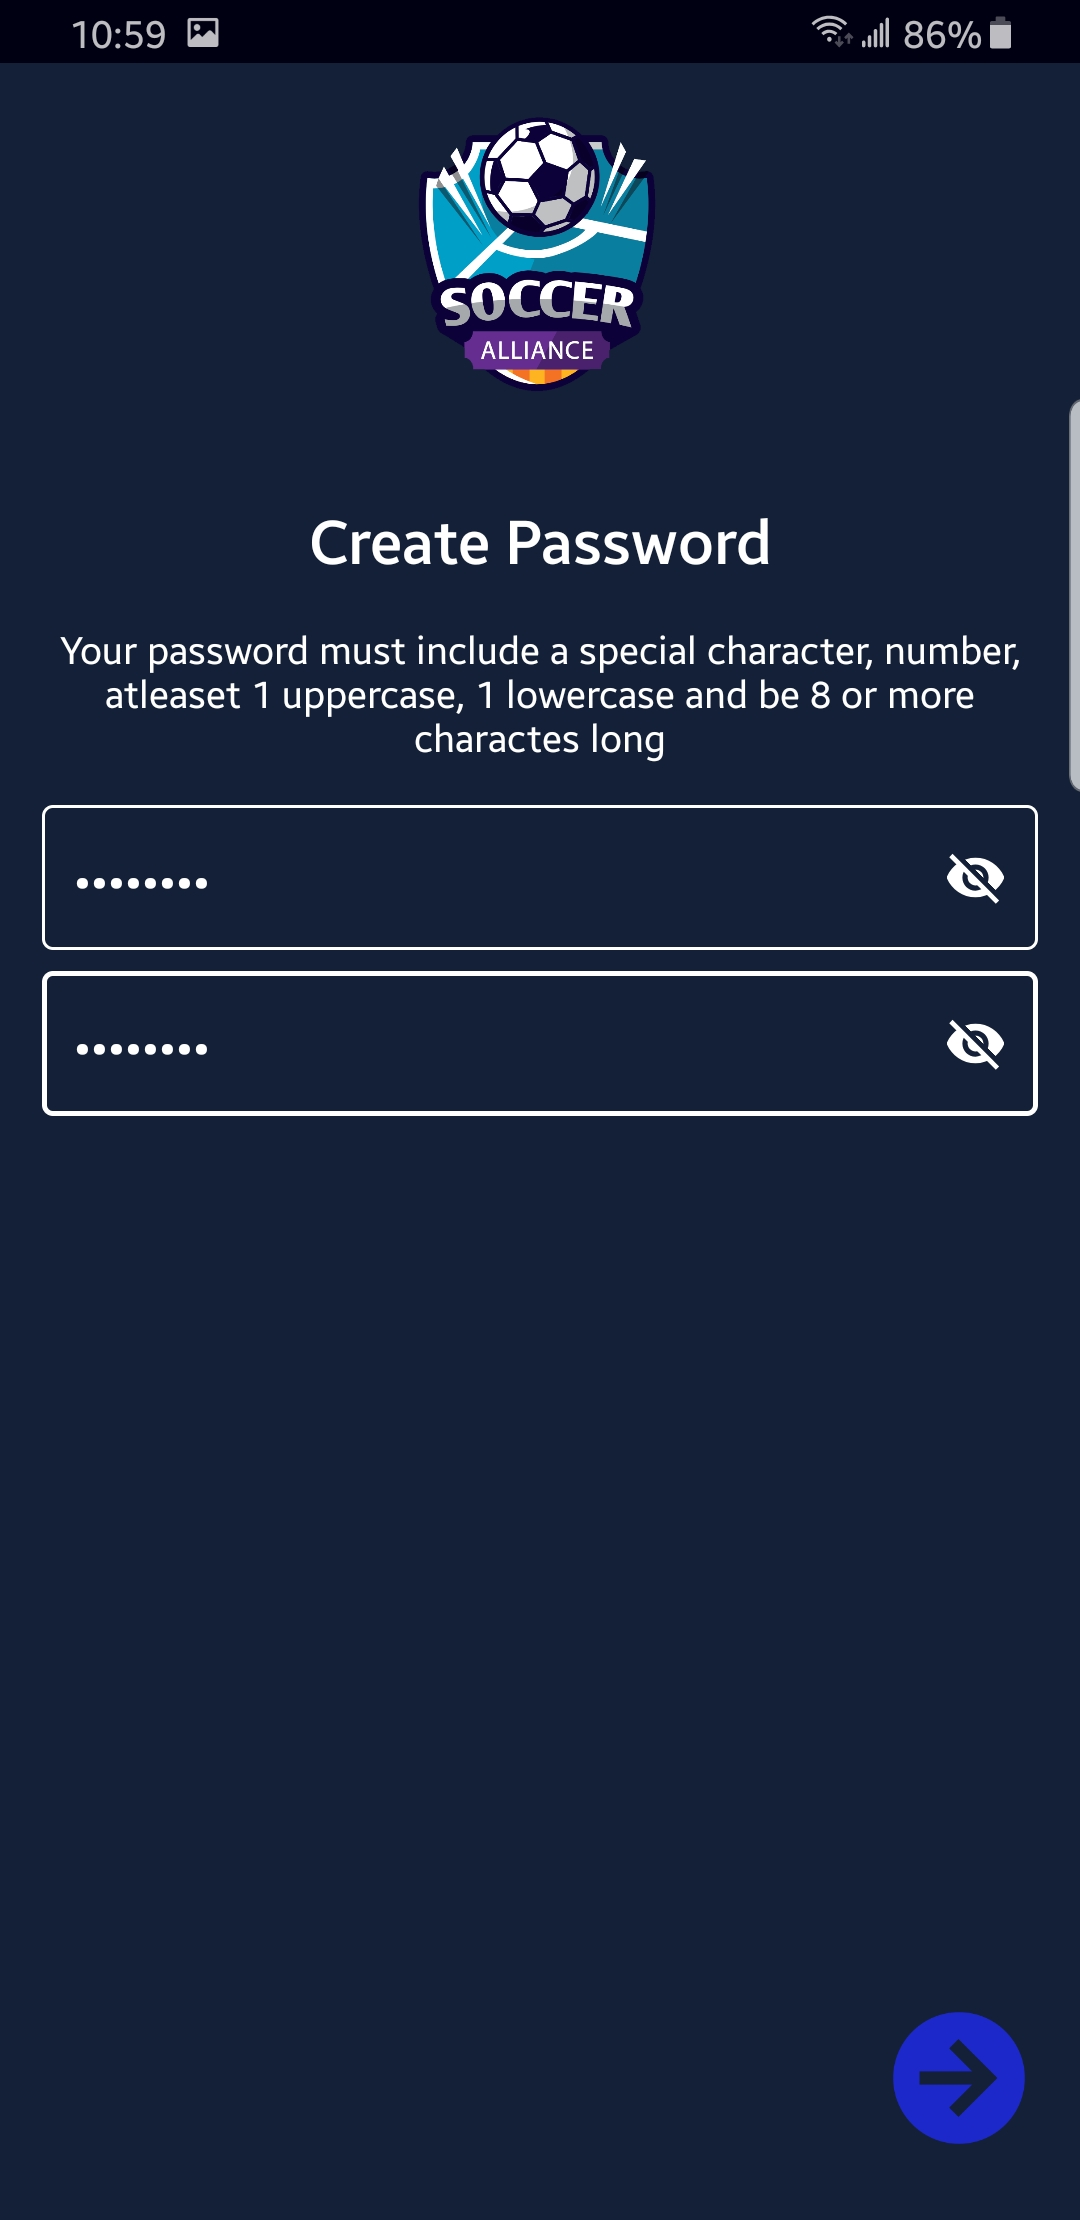 10:59 86%
SOCCER
ALLIANCE
Create Password
Your password must include a special character, number,
atleaset 1 uppercase, 1 lowercase and be 8 or more
charactes long